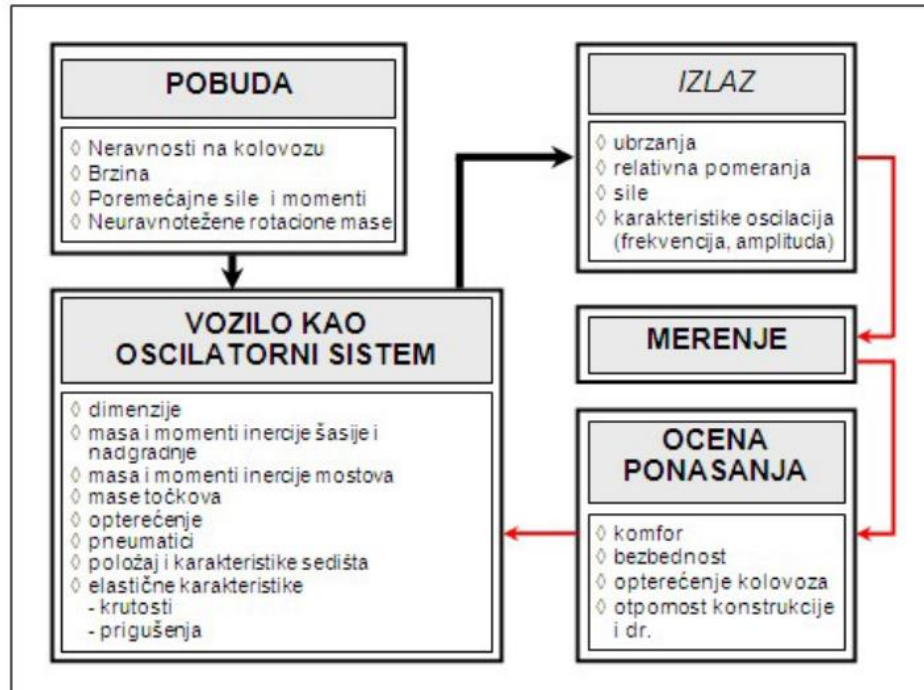 POBUDA
◊ Neravnosti na kolovozu
◊ Brzina
◊ Poremećajne sile i momenti
◊ Neuravnotežene rotacione mase
VOZILO KAO
OSCILATORNI SISTEM
◊ dimenzije
◊ masa i momenti inercije šasije i
nadgradnje
◊ masa i momenti inercije mostova
◊ mase točkova
◊ opterećenje
◊ pneumatici
◊ položaj i karakteristike sedišta
◊ elastične karakteristike
- krutosti
- prigušenja
IZLAZ
◊ ubrzanja
◊ relativna pomeranja
◊ sile
◊ karakteristike oscilacija
(frekvencija, amplituda)
MERENJE
OCENA
PONASANJA
◊ komfor
◊ bezbednost
◊ opterećenje kolovoza
◊ otpornost konstrukcije
i dr.